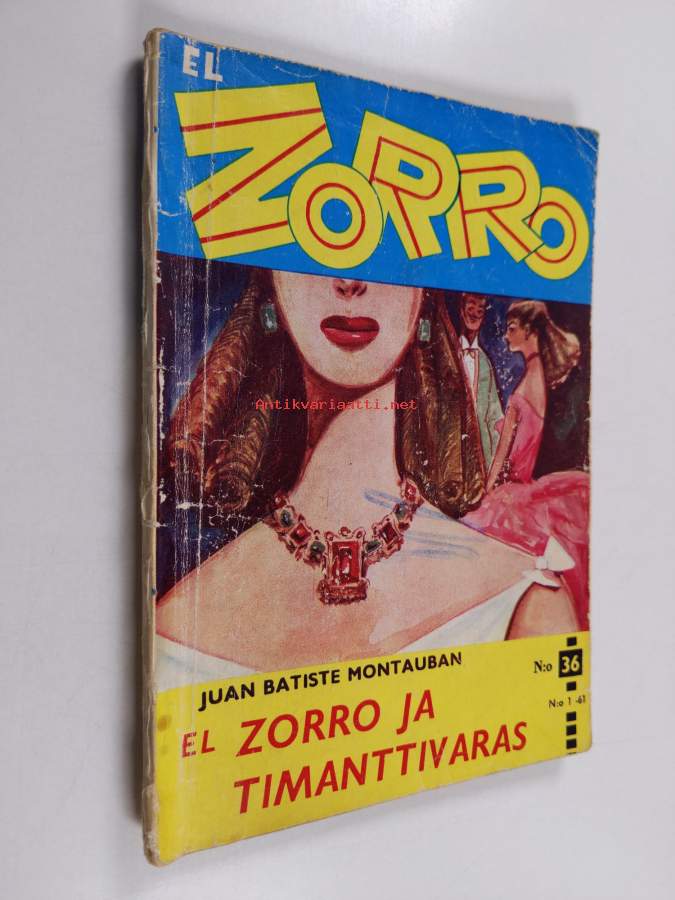 EL
ZORRO
Antikvariaatti.net
JUAN BATISTE MONTAUBAN
N:o 36
N:o 1 -61
EL ZORRO JA
TIMANTTIVARAS